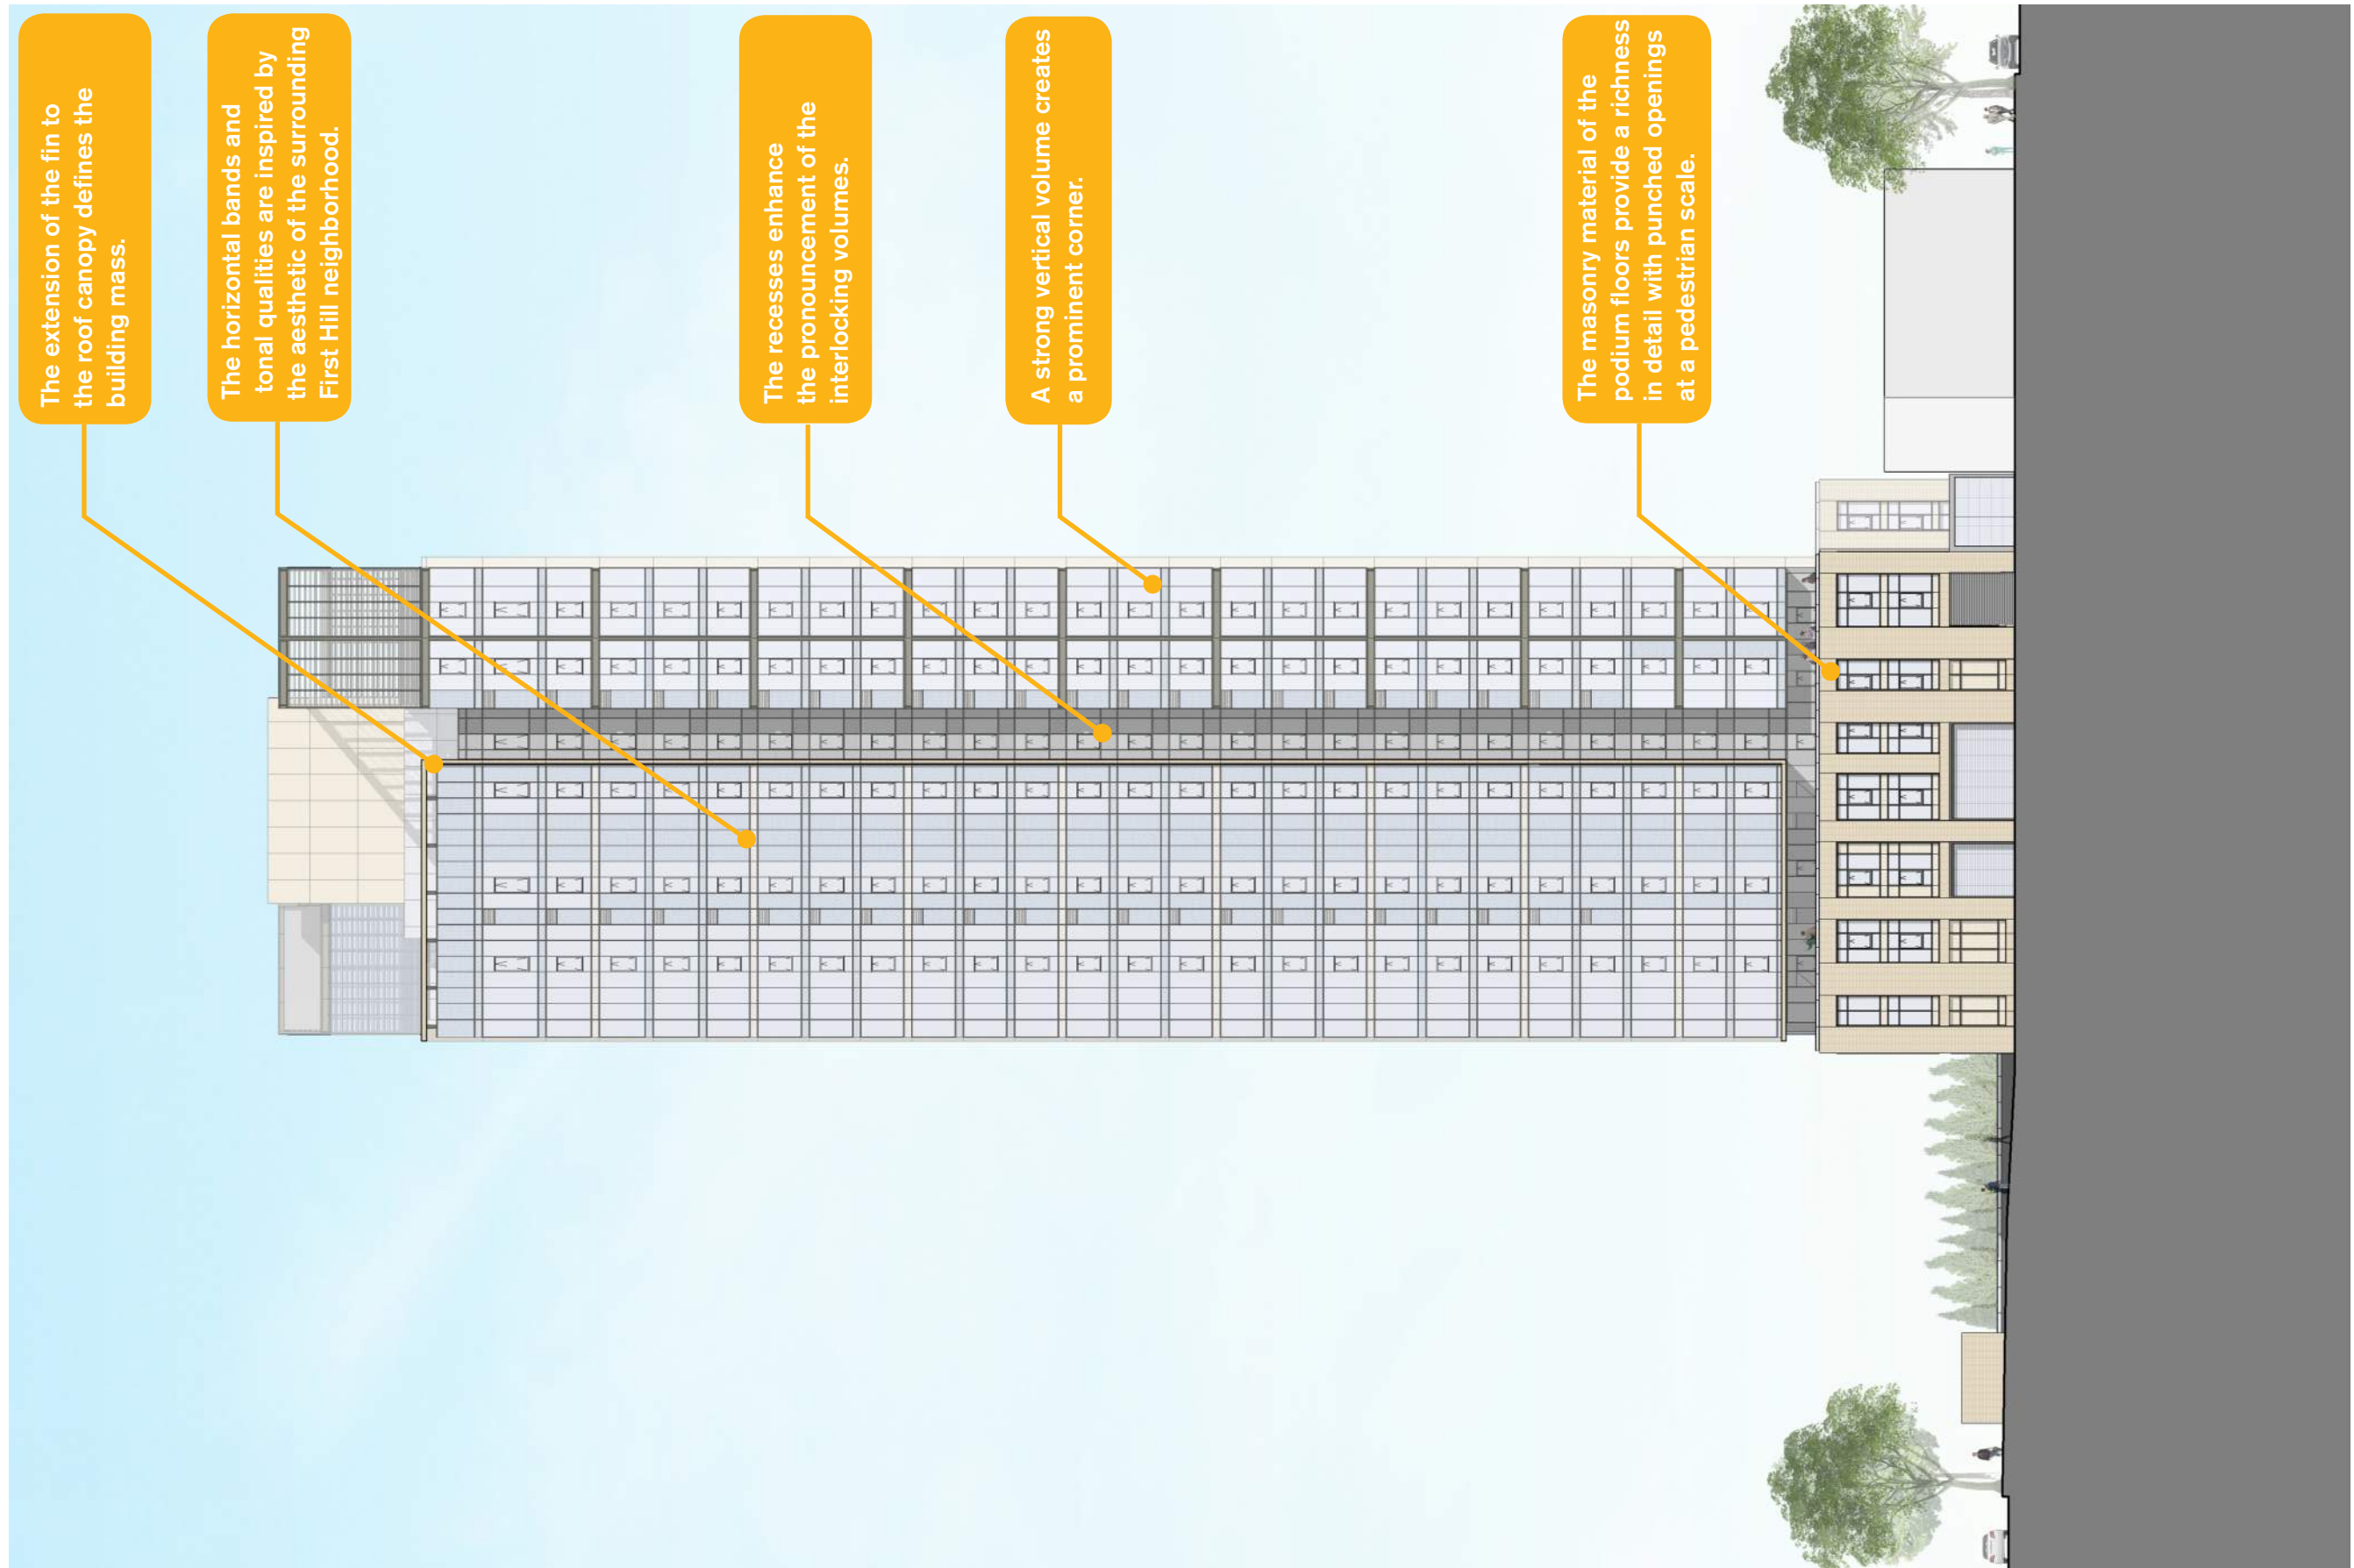 The extension of the fin to
the roof canopy defines the
building mass.
The horizontal bands and
tonal qualities are inspired by
the aesthetic of the surrounding
First Hill neighborhood.
The recesses enhance
the pronouncement of the
interlocking volumes.
A strong vertical volume creates
a prominent corner.
The masonry material of the
podium floors provide a richness
in detail with punched openings
at a pedestrian scale.